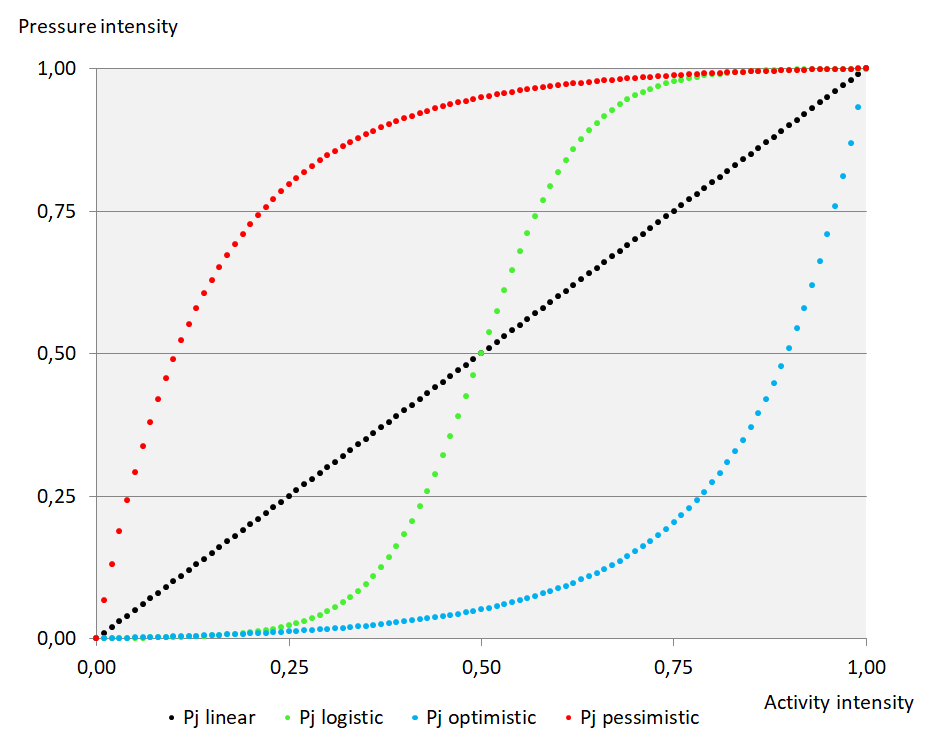 Pressure intensity
1,00
0,75
0,50
0,25
0,00
0,00 0,25 0,50 0,75 1,00
Activity intensity
Pj linear Pj logistic Pj optimistic Pj pessimistic